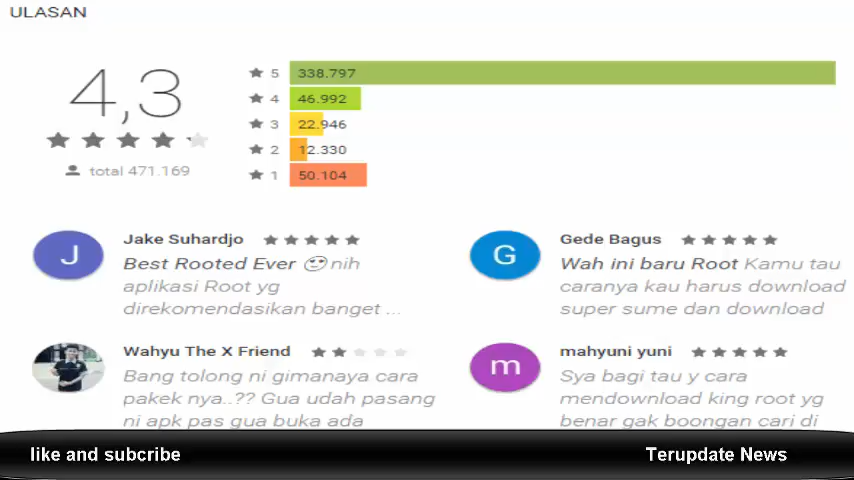 ULASAN
4,3
total 471.169
5 338.797
4 46.992
3 22.946
2 12.330
1 50.104
J
Jake Suhardjo
Best Rooted Ever nih
aplikasi Root yg
direkomendasikan banget ...
G
Gede Bagus
Wah ini baru Root Kamu tau
caranya kau harus download
super sume dan download
Wahyu The X Friend
Bang tolong ni gimanaya cara
pakek nya..?? Gua udah pasang
ni apk pas gua buka ada
m
mahyuni yuni
Sya bagi tau y cara
mendownload king root yg
benar gak boongan cari di
like and subcribe
Terupdate News